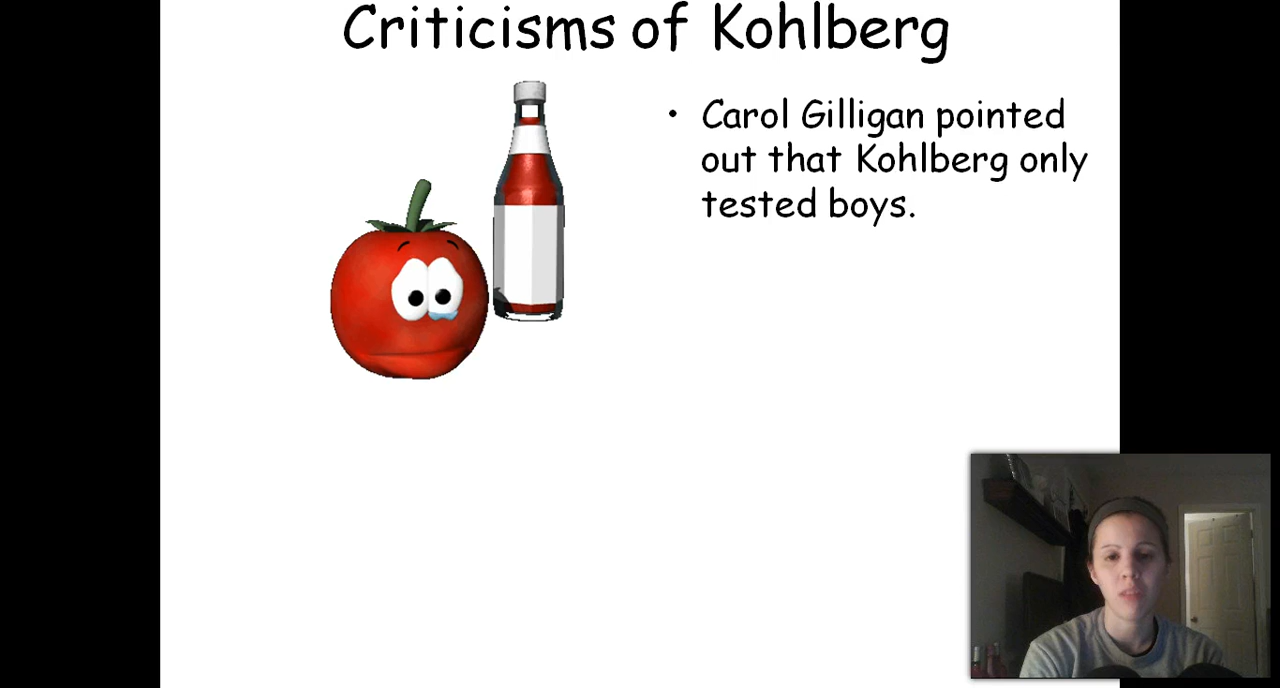 Criticisms of Kohlberg
• Carol Gilligan pointed
out that Kohlberg only
tested boys.